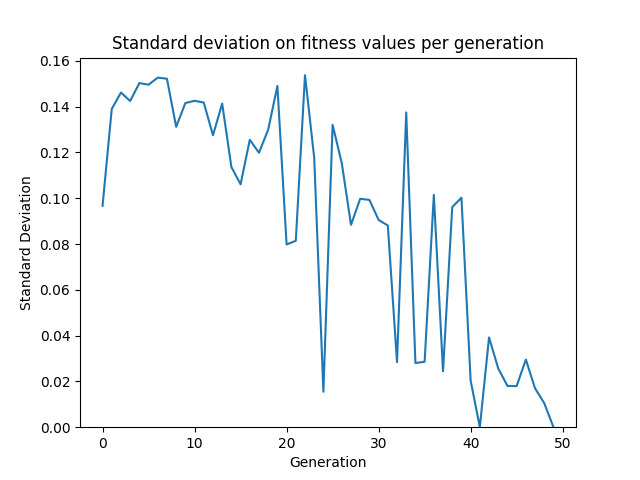 Standard deviation on fitness values per generation
0.16
0.14
0.12
0.10
0.08
0.06
0.04
0.02
0.00
Standard Deviation
0 10 20 30 40 50
Generation